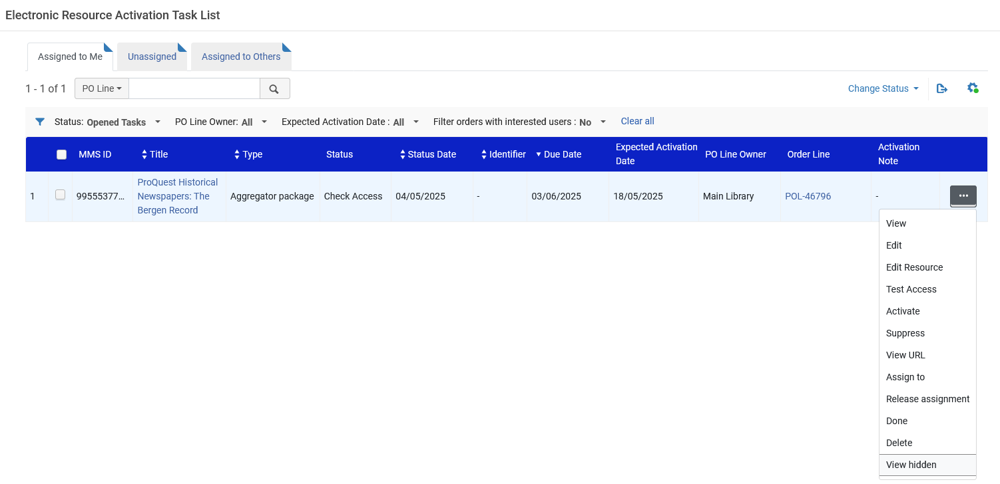 Electronic Resource Activation Task List
Assigned to Me Unassigned Assigned to Others
1 - 1 of 1 PO Line Change Status
Status: Opened Tasks PO Line Owner: All Expected Activation Date : All Filter orders with interested users : No Clear all
MMS ID Title Type Status Status Date Identifier Due Date Expected Activation Date PO Line Owner Order Line Activation Note
1 99555377... ProQuest Historical Newspapers: The Bergen Record Aggregator package Check Access 04/05/2025 - 03/06/2025 18/05/2025 Main Library POL-46796 -
View
Edit
Edit Resource
Test Access
Activate
Suppress
View URL
Assign to
Release assignment
Done
Delete
View hidden